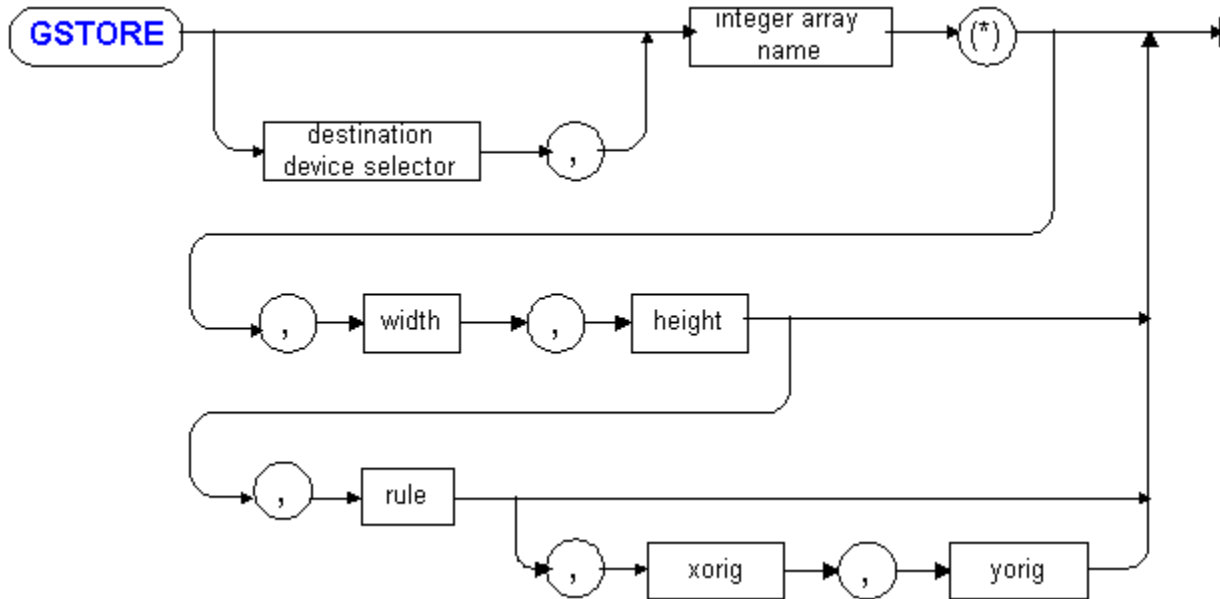 GSTORE
integer array
name
(*)
destination
device selector
,
,
width
,
height
,
rule
,
xorig
,
yorig